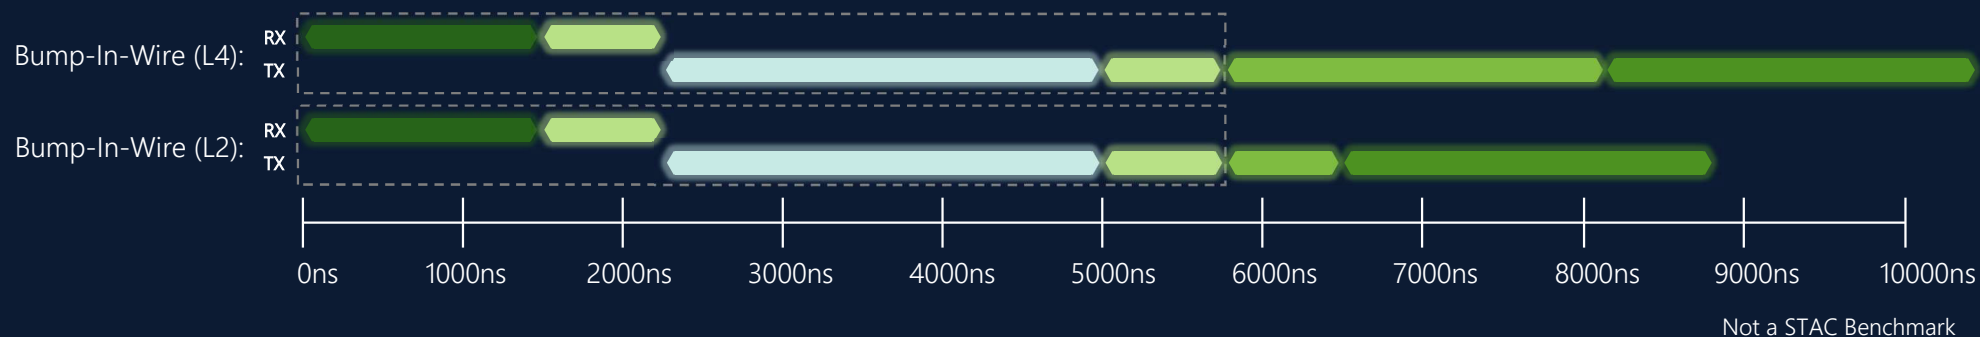 Bump-In-Wire (L4):
RX
TX
Bump-In-Wire (L2):
RX
TX
0ns 1000ns 2000ns 3000ns 4000ns 5000ns 6000ns 7000ns 8000ns 9000ns 10000ns
Not a STAC Benchmark